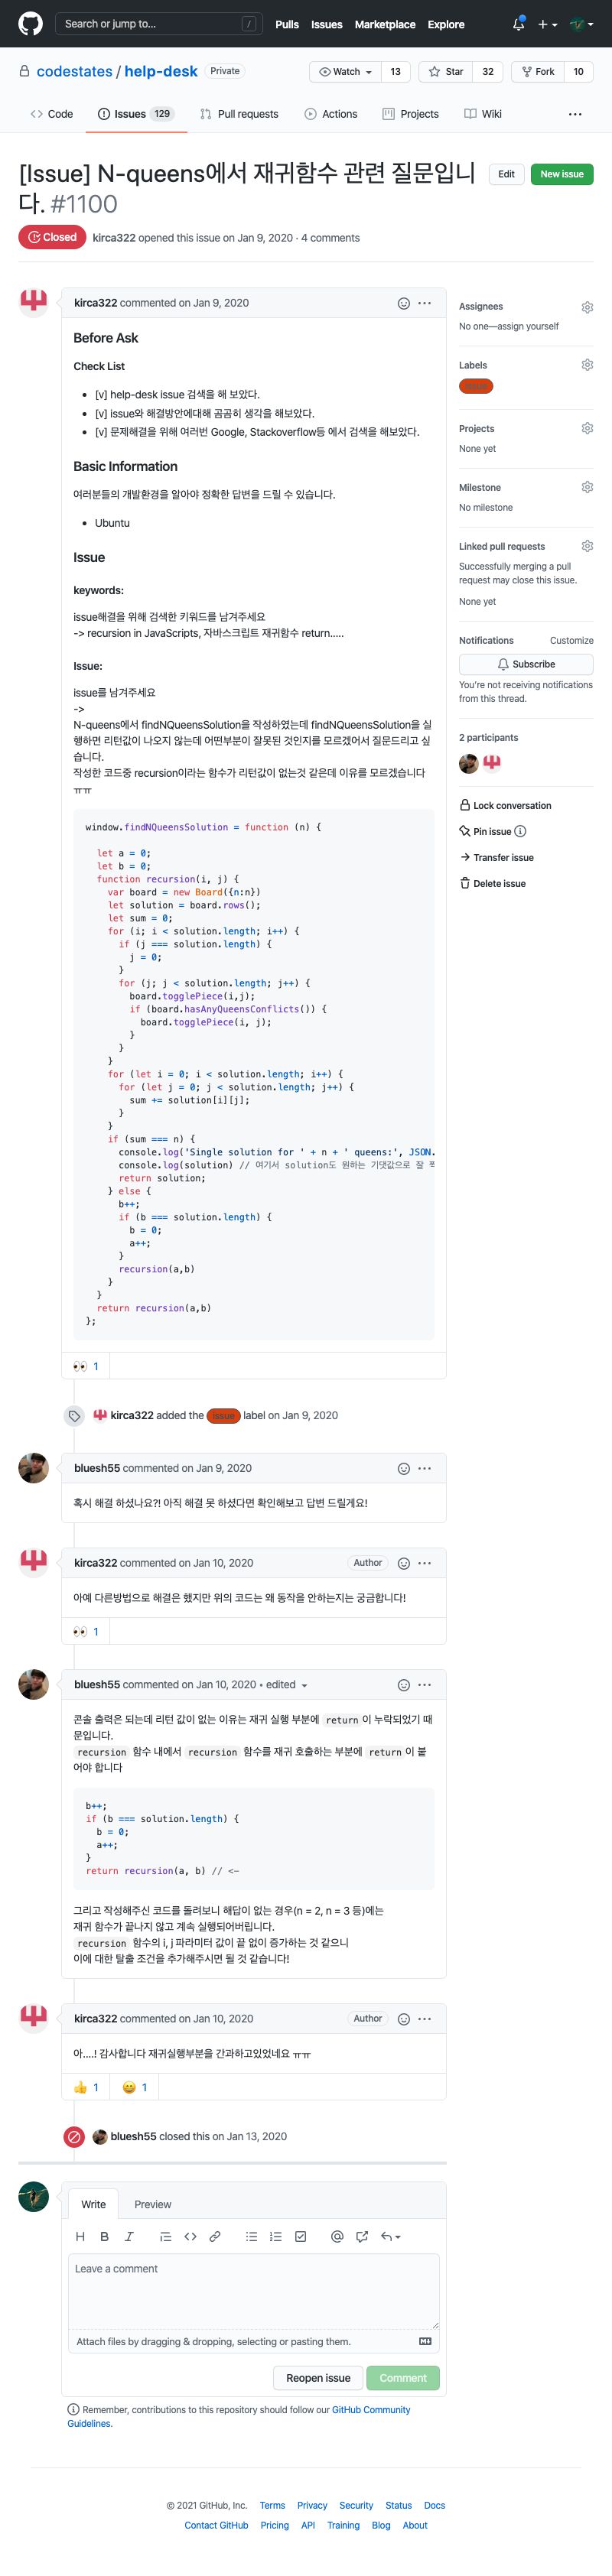 Search or jump to...
/
Pulls
Issues
Marketplace
Explore
codestates / help-desk
Private
Watch
13
Star
32
Fork
10
Code
Issues 129
Pull requests
Actions
Projects
Wiki
[Issue] N-queens에서 재귀함수 관련 질문입니
다. #1100
Edit
New issue
Closed
kirca322 opened this issue on Jan 9, 2020 · 4 comments
kirca322 commented on Jan 9, 2020
Before Ask
Check List
• [v] help-desk issue 검색을 해 보았다.
• [v] issue와 해결방안에대해 곰곰히 생각을 해보았다.
• [v] 문제해결을 위해 여러번 Google, Stackoverflow등 에서 검색을 해보았다.
Basic Information
여러분들의 개발환경을 알아야 정확한 답변을 드릴 수 있습니다.
• Ubuntu
Issue
keywords:
issue해결을 위해 검색한 키워드를 남겨주세요
-> recursion in JavaScripts, 자바스크립트 재귀함수 return.....
Issue:
issue를 남겨주세요
->
N-queens에서 findNQueensSolution을 작성하였는데 findNQueensSolution을 실
행하면 리턴값이 나오지 않는데 어떤부분이 잘못된 것인지를 모르겠어서 질문드리고 싶
습니다.
작성한 코드중 recursion이라는 함수가 리턴값이 없는것 같은데 이유를 모르겠습니다
ㅠㅠ
window.findNQueensSolution = function (n) {
let a = 0;
let b = 0;
function recursion(i, j) {
var board = new Board({n:n})
let solution = board.rows();
let sum = 0;
for (i; i < solution.length; i++) {
if (j === solution.length) {
j = 0;
}
for (j; j < solution.length; j++) {
board.togglePiece(i,j);
if (board.hasAnyQueensConflicts()) {
board.togglePiece(i, j);
}
}
}
for (let i = 0; i < solution.length; i++) {
for (let j = 0; j < solution.length; j++) {
sum += solution[i][j];
}
}
if (sum === n) {
console.log('Single solution for ' + n + ' queens:', JSON.
console.log(solution) // 여기서 solution도 원하는 기댓값으로 잘
return solution;
} else {
b++;
if (b === solution.length) {
b = 0;
a++;
}
recursion(a,b)
}
}
return recursion(a,b)
};
👀 1
kirca322 added the issue label on Jan 9, 2020
bluesh55 commented on Jan 9, 2020
혹시 해결 하셨나요?! 아직 해결 못 하셨다면 확인해보고 답변 드릴게요!
kirca322 commented on Jan 10, 2020
Author
아예 다른방법으로 해결은 했지만 위의 코드는 왜 동작을 안하는지는 궁금합니다!
👀 1
bluesh55 commented on Jan 10, 2020 • edited
콘솔 출력은 되는데 리턴 값이 없는 이유는 재귀 실행 부분에 return 이 누락되었기 때
문입니다.
recursion 함수 내에서 recursion 함수를 재귀 호출하는 부분에 return 이 붙
어야 합니다
b++;
if (b === solution.length) {
b = 0;
a++;
}
return recursion(a, b) // <—
그리고 작성해주신 코드를 돌려보니 해답이 없는 경우(n = 2, n = 3 등)에는
재귀 함수가 끝나지 않고 계속 실행되어버립니다.
recursion 함수의 i, j 파라미터 값이 끝 없이 증가하는 것 같으니
이에 대한 탈출 조건을 추가해주시면 될 것 같습니다!
kirca322 commented on Jan 10, 2020
Author
아....! 감사합니다 재귀실행부분을 간과하고있었네요 ㅠㅠ
👍 1
😄 1
bluesh55 closed this on Jan 13, 2020
Write
Preview
Leave a comment
Attach files by dragging & dropping, selecting or pasting them.
Reopen issue
Comment
Remember, contributions to this repository should follow our GitHub Community
Guidelines.
Assignees
No one—assign yourself
Labels
issue
Projects
None yet
Milestone
No milestone
Linked pull requests
Successfully merging a pull
request may close this issue.
None yet
Notifications
Customize
Subscribe
You're not receiving notifications
from this thread.
2 participants
Lock conversation
Pin issue
Transfer issue
Delete issue
© 2021 GitHub, Inc.
Terms
Privacy
Security
Status
Docs
Contact GitHub
Pricing
API
Training
Blog
About